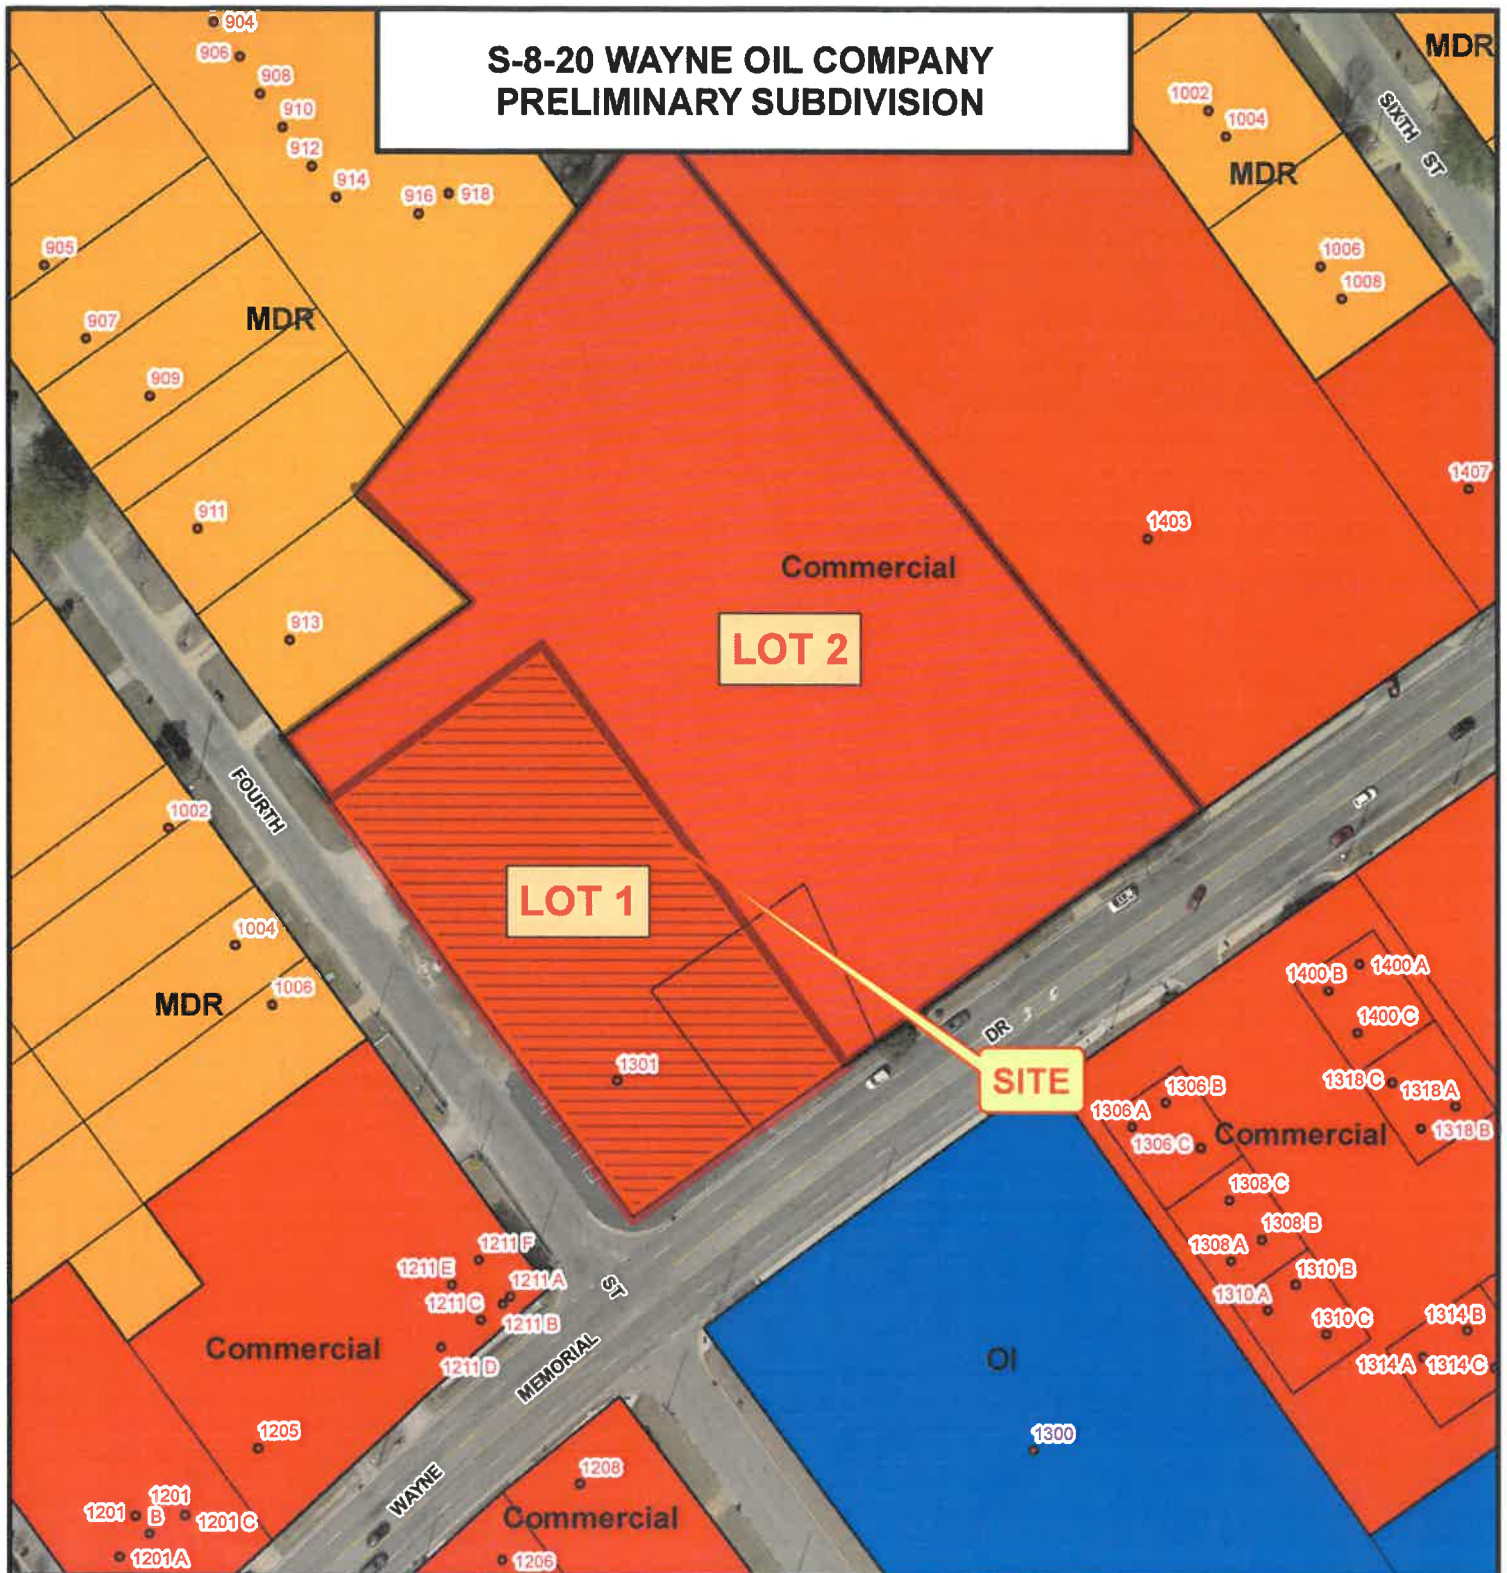 S-8-20 WAYNE OIL COMPANY
PRELIMINARY SUBDIVISION
904
906
908
910
912
914
916
918
905
907
909
911
913
MDR
MDR
1002
1004
MDR
1006
1008
SIXTH ST
1407
1403
Commercial
LOT 2
FOURTH
1002
1004
1006
MDR
LOT 1
1301
SITE
DR
1400 B
1400 A
1400 C
1318 C
1318 A
1318 B
1306 B
1306 A
1306 C
Commercial
1308 C
1308 B
1308 A
1310 B
1310 A
1310 C
1314 B
1314 A
1314 C
1211 F
1211 E
1211 A
1211 C
1211 B
1211 D
ST
MEMORIAL
WAYNE
Commercial
1205
1201
1201
B
1201 C
1201 A
OI
1300
1208
Commercial
1206